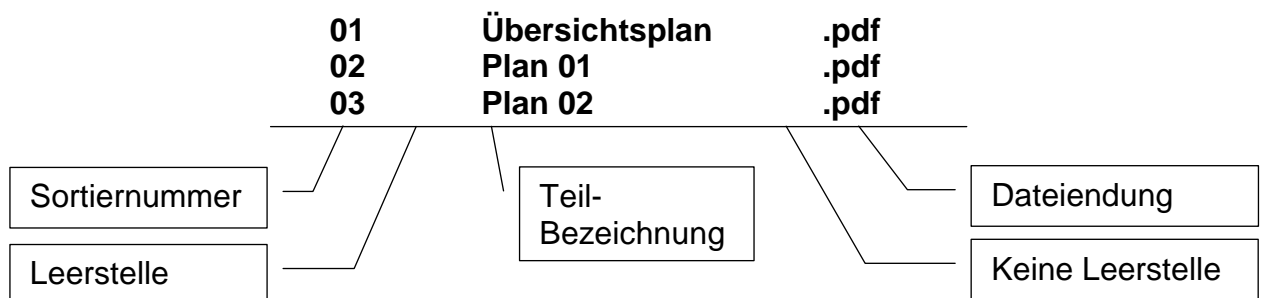 01 Übersichtsplan .pdf
02 Plan 01 .pdf
03 Plan 02 .pdf
Sortiernummer
Leerstelle
Teil-
Bezeichnung
Dateiendung
Keine Leerstelle